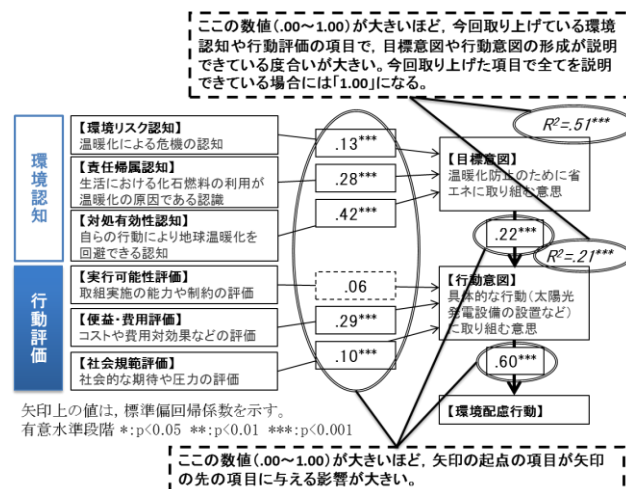 ここの数値(.00～1.00)が大きいほど，今回取り上げている環境
認知や行動評価の項目で，目標意図や行動意図の形成が説明
できている度合いが大きい。今回取り上げた項目で全てを説明
できている場合には「1.00」になる。
環境認知
【環境リスク認知】
温暖化による危機の認知
【責任帰属認知】
生活における化石燃料の利用が
温暖化の原因である認識
【対処有効性認知】
自らの行動により地球温暖化を
回避できる認知
行動評価
【実行可能性評価】
取組実施の能力や制約の評価
【便益・費用評価】
コストや費用対効果などの評価
【社会規範評価】
社会的な期待や圧力の評価
.13***
.28***
.42***
.06
.29***
.10***
R²=.51***
【目標意図】
温暖化防止のために省
エネに取り組む意思
.22***
R²=.21***
【行動意図】
具体的な行動(太陽光
発電設備の設置など)
に取り組む意思
.60***
【環境配慮行動】
矢印上の値は，標準偏回帰係数を示す。
有意水準段階 *:p<0.05 **:p<0.01 ***:p<0.001
ここの数値(.00～1.00)が大きいほど，矢印の起点の項目が矢印
の先の項目に与える影響が大きい。